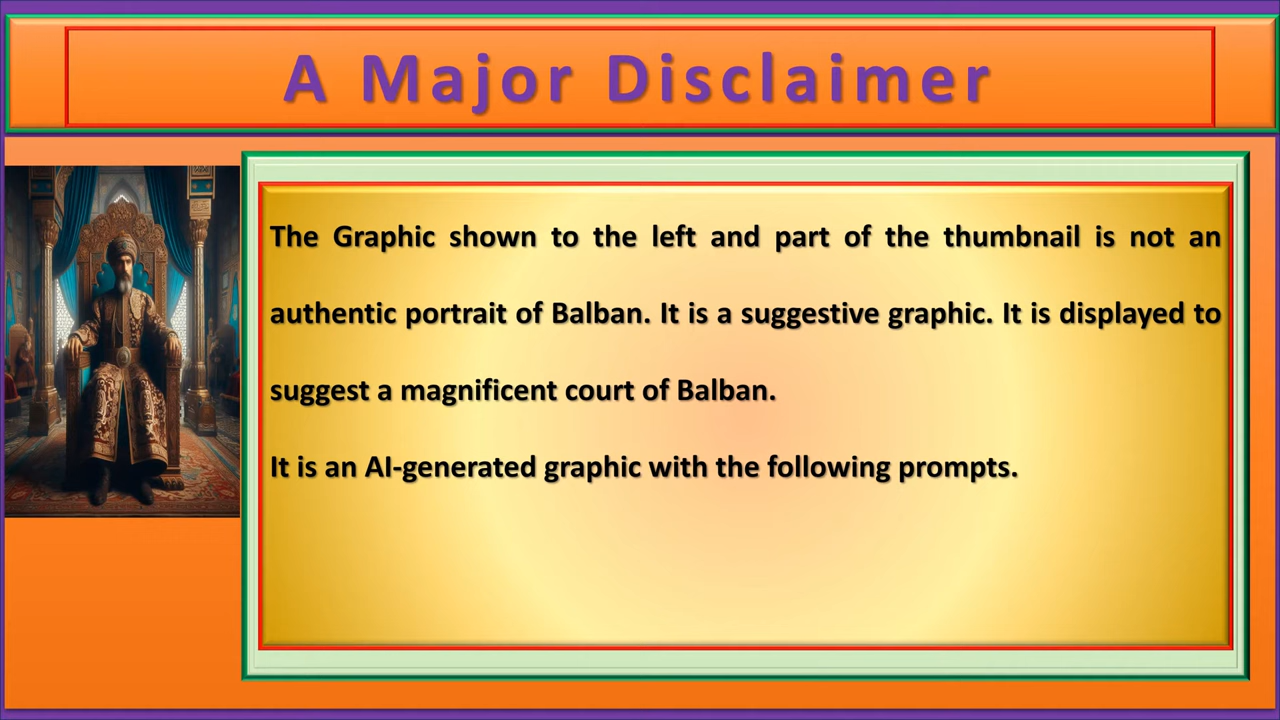 A Major Disclaimer
The Graphic shown to the left and part of the thumbnail is not an
authentic portrait of Balban. It is a suggestive graphic. It is displayed to
suggest a magnificent court of Balban.
It is an AI-generated graphic with the following prompts.